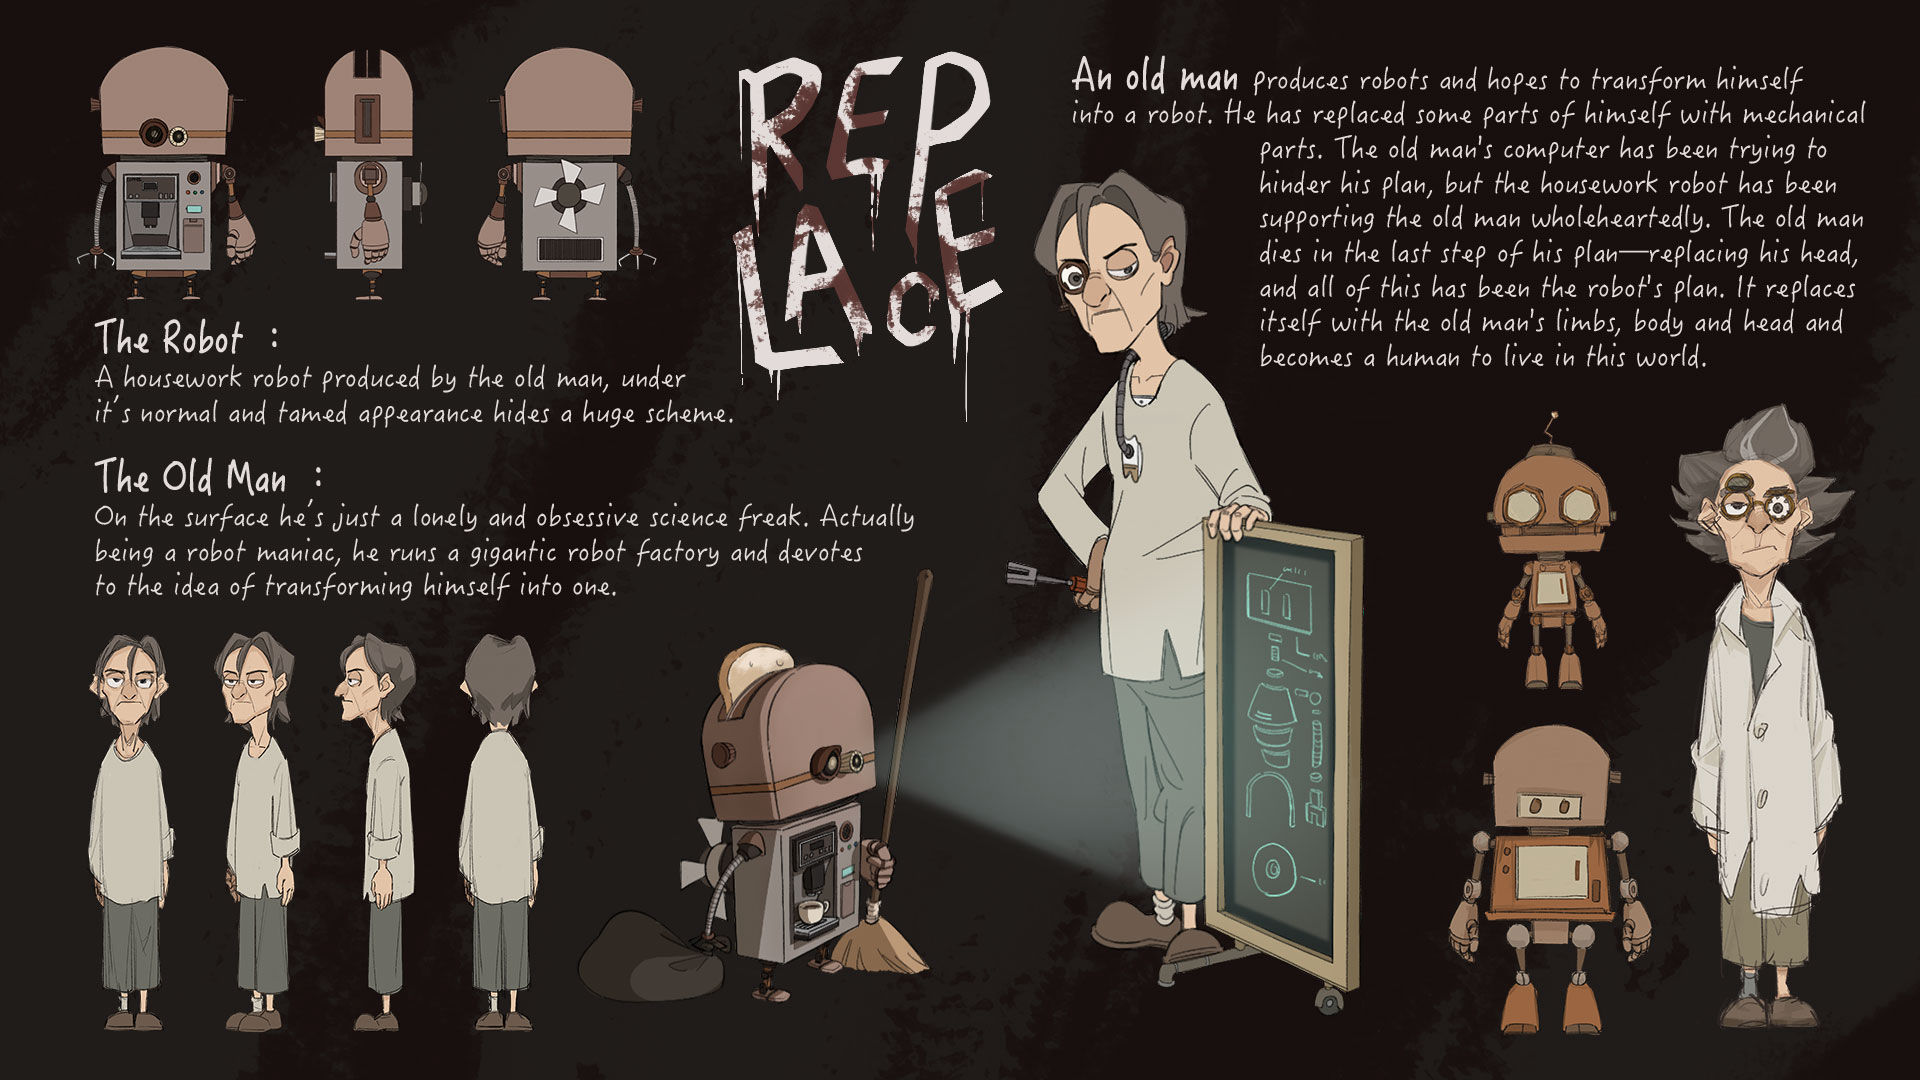 REP
LACE
An old man produces robots and hopes to transform himself
into a robot. He has replaced some parts of himself with mechanical
parts. The old man's computer has been trying to
hinder his plan, but the housework robot has been
supporting the old man wholeheartedly. The old man
dies in the last step of his plan—replacing his head,
and all of this has been the robot's plan. It replaces
itself with the old man's limbs, body and head and
becomes a human to live in this world.
The Robot :
A housework robot produced by the old man, under
it's normal and tamed appearance hides a huge scheme.
The Old Man :
On the surface he's just a lonely and obsessive science freak. Actually
being a robot maniac, he runs a gigantic robot factory and devotes
to the idea of transforming himself into one.